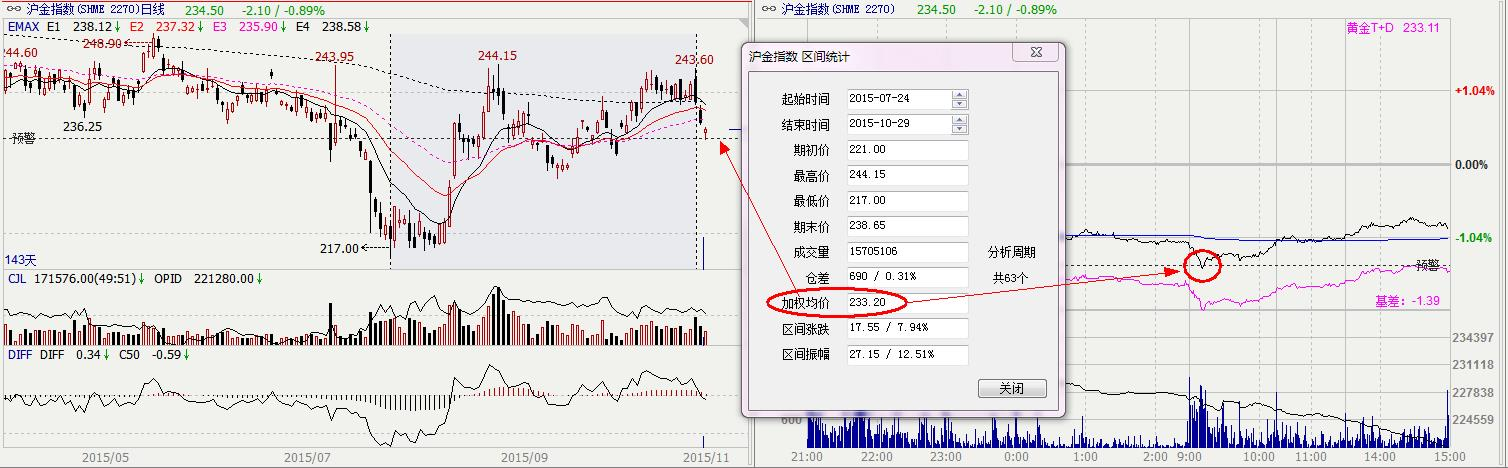 沪金指数(SHME 2270)日线 234.50 -2.10 / -0.89%
EMAX E1 238.12↓ E2 237.32↓ E3 235.90↓ E4 238.58↓
248.90
244.60
243.95
244.15
243.60
236.25
预警
217.00
143天
CJL 171576.00(49:51)↓ OPID 221280.00↓
DIFF DIFF 0.34↓ C50 -0.59↓
2015/05 2015/07 2015/09 2015/11
沪金指数 区间统计
起始时间 2015-07-24
结束时间 2015-10-29
期初价 221.00
最高价 244.15
最低价 217.00
期末价 238.65
成交量 15705106 分析周期
仓差 690 / 0.31% 共63个
加权均价 233.20
区间涨跌 17.55 / 7.94%
区间振幅 27.15 / 12.51%
关闭
沪金指数(SHME 2270) 234.50 -2.10 / -0.89%
黄金T+D 233.11
+1.04%
0.00%
-1.04%
预警
基差: -1.39
234397
231118
227838
224559
600
21:00 22:00 23:00 0:00 1:00 2:00 9:00 10:00 11:00 14:00 15:00